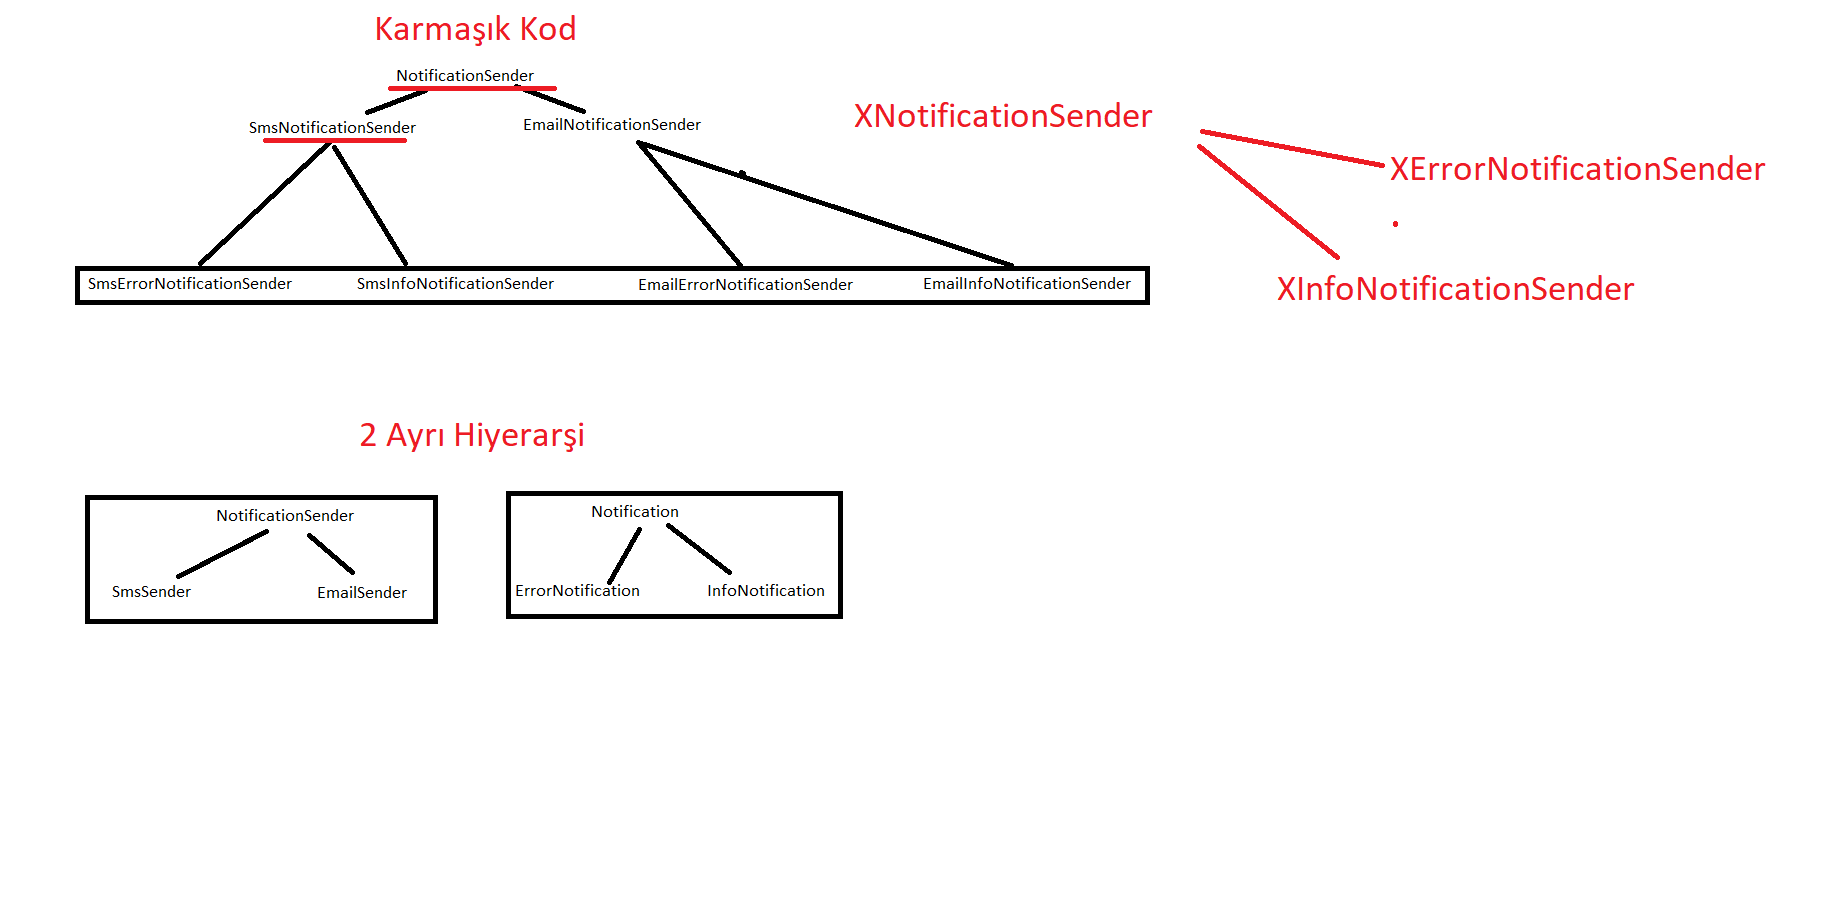 Karmaşık Kod
NotificationSender
SmsNotificationSender
EmailNotificationSender
SmsErrorNotificationSender
SmsInfoNotificationSender
EmailErrorNotificationSender
EmailInfoNotificationSender
XNotificationSender
XErrorNotificationSender
XInfoNotificationSender
2 Ayrı Hiyerarşi
NotificationSender
SmsSender
EmailSender
Notification
ErrorNotification
InfoNotification